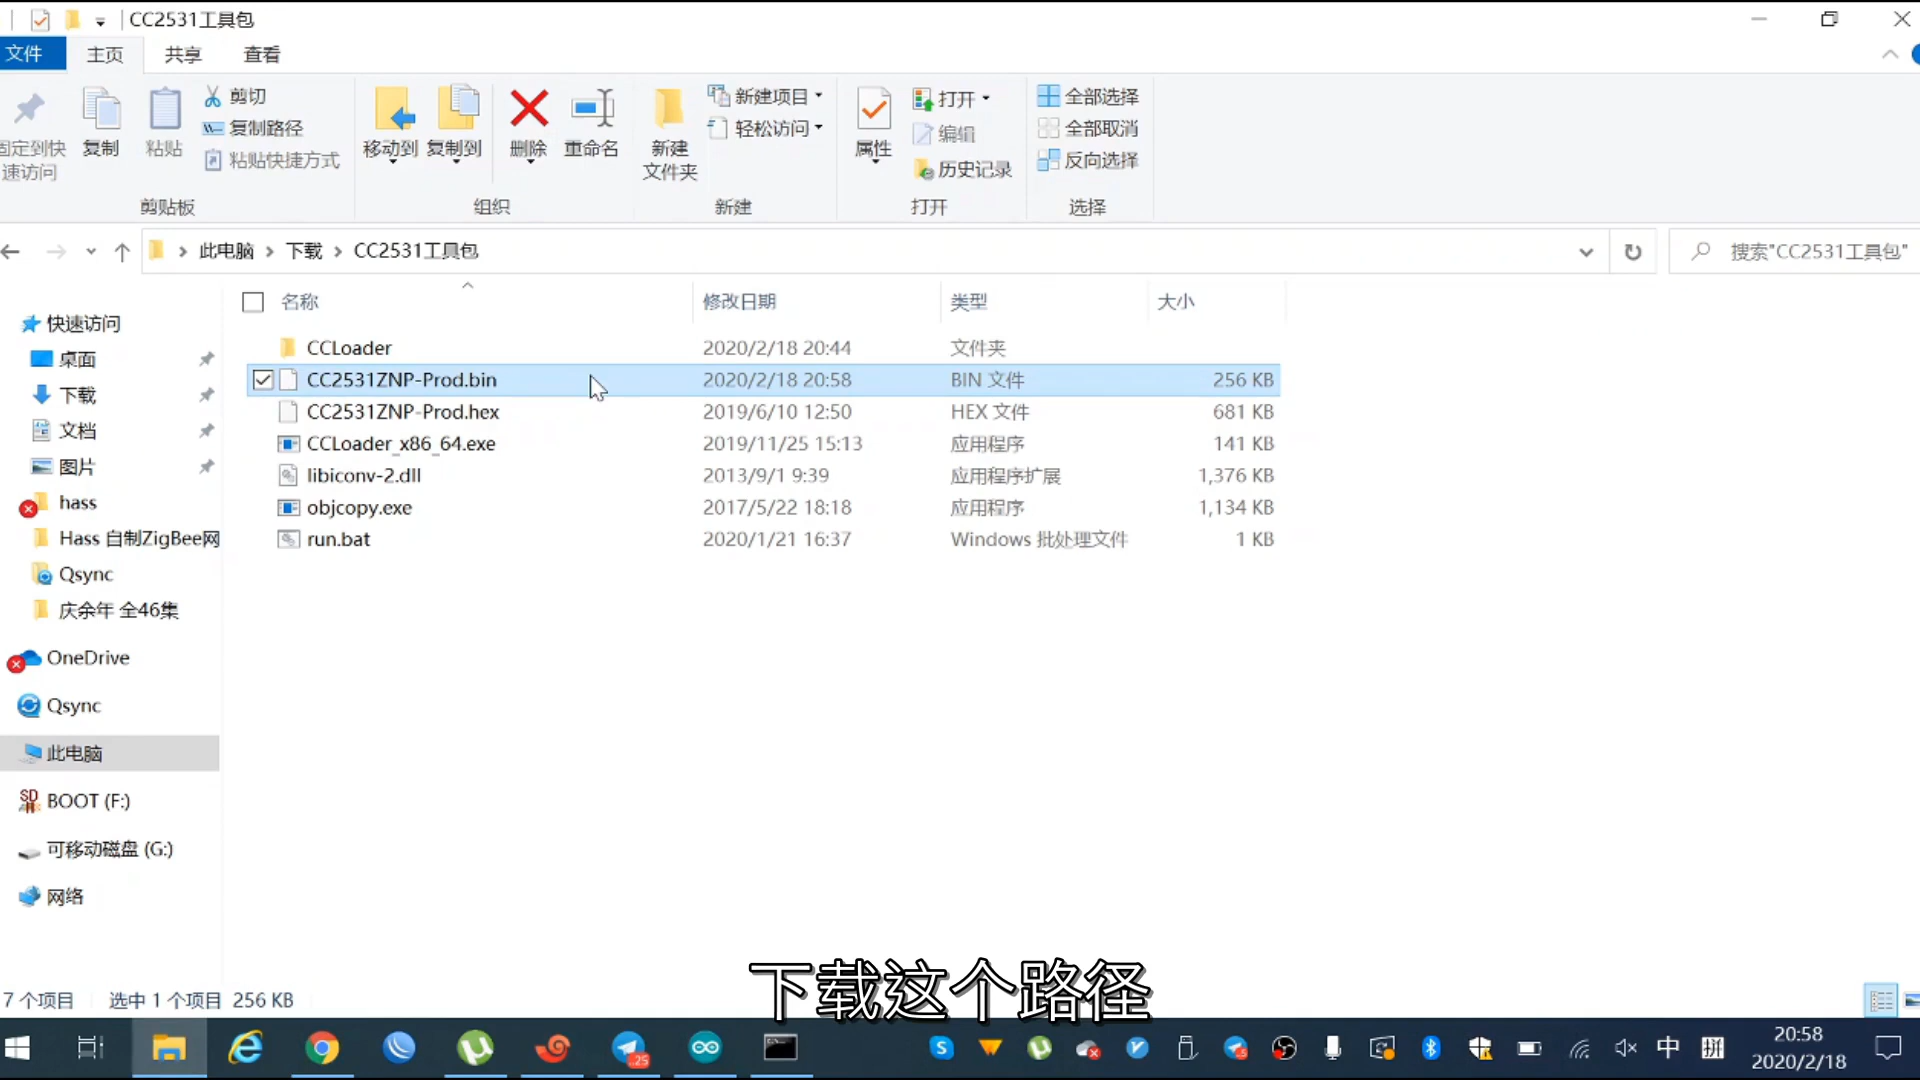 CC2531工具包
文件 主页 共享 查看
固定到快速访问
复制
粘贴
剪切
复制路径
粘贴快捷方式
剪贴板
移动到
复制到
删除
重命名
组织
新建文件夹
新建项目
轻松访问
新建
属性
打开
编辑
历史记录
打开
全部选择
全部取消
反向选择
选择
此电脑 下载 CC2531工具包
搜索"CC2531工具包"
名称 修改日期 类型 大小
CCLoader 2020/2/18 20:44 文件夹
CC2531ZNP-Prod.bin 2020/2/18 20:58 BIN 文件 256 KB
CC2531ZNP-Prod.hex 2019/6/10 12:50 HEX 文件 681 KB
CCLoader_x86_64.exe 2019/11/25 15:13 应用程序 141 KB
libiconv-2.dll 2013/9/1 9:39 应用程序扩展 1,376 KB
objcopy.exe 2017/5/22 18:18 应用程序 1,134 KB
run.bat 2020/1/21 16:37 Windows 批处理文件 1 KB
快速访问
桌面
下载
文档
图片
hass
Hass 自制ZigBee网
Qsync
庆余年 全46集
OneDrive
Qsync
此电脑
SD BOOT (F:)
可移动磁盘 (G:)
网络
下载这个路径
7 个项目 选中 1 个项目 256 KB
25
中 拼
20:58
2020/2/18